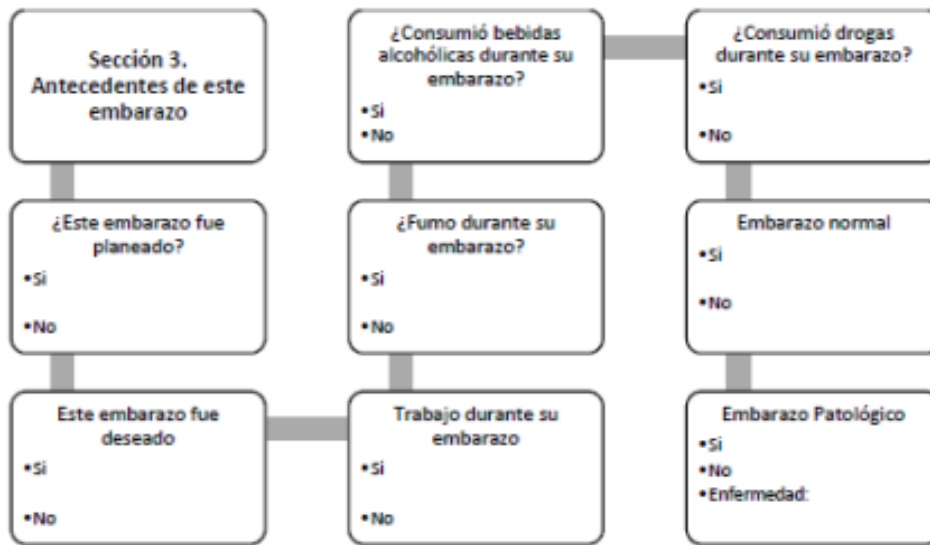 Sección 3.
Antecedentes de este
embarazo
¿Este embarazo fue
planeado?
•Si
•No
Este embarazo fue
deseado
•Si
•No
Trabajo durante su
embarazo
•Si
•No
¿Fumo durante su
embarazo?
•Si
•No
¿Consumió bebidas
alcohólicas durante su
embarazo?
•Si
•No
¿Consumió drogas
durante su embarazo?
•Si
•No
Embarazo normal
•Si
•No
Embarazo Patológico
•Si
•No
•Enfermedad: